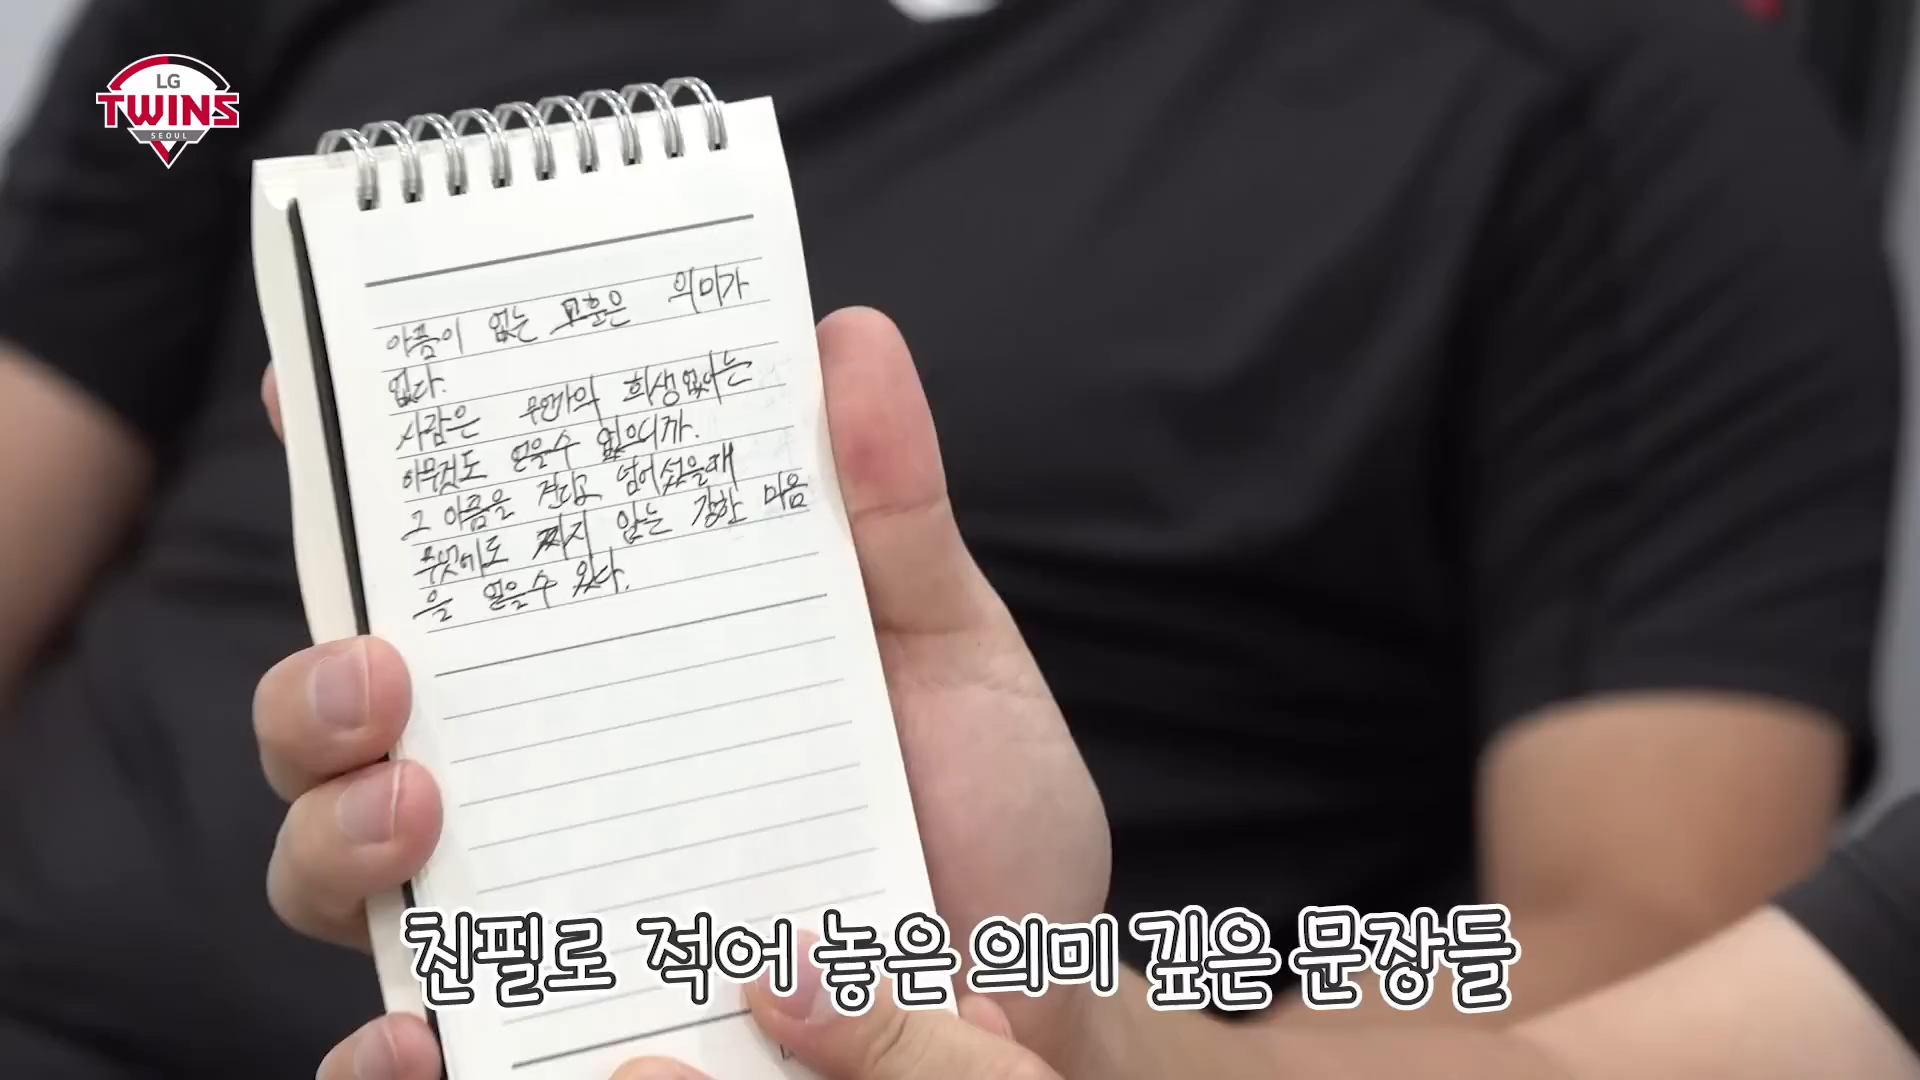 LG
TWINS
SEOUL
아픔이 없는 교훈은 의미가
없다.
사람은 무언가의 희생없이는
아무것도 얻을수 없으니까.
그 아픔을 견디고 넘어섰을때
무엇에도 지지 않는 강한 마음
을 얻을수 있다.
친필로 적어 놓은 의미 깊은 문장들